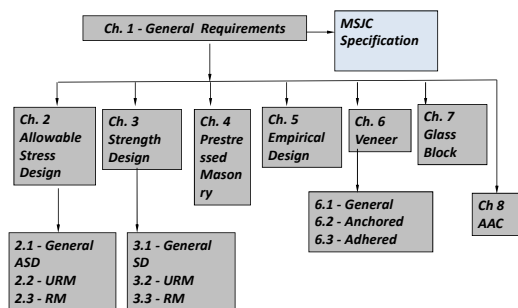 Ch. 1 - General Requirements
MSJC
Specification
Ch. 2
Allowable
Stress
Design
Ch. 3
Strength
Design
Ch. 4
Prestre
ssed
Mason
ry
Ch. 5
Empirical
Design
Ch. 6
Veneer
Ch. 7
Glass
Block
Ch 8
AAC
2.1 - General
ASD
2.2 - URM
2.3 - RM
3.1 - General
SD
3.2 - URM
3.3 - RM
6.1 - General
6.2 - Anchored
6.3 - Adhered